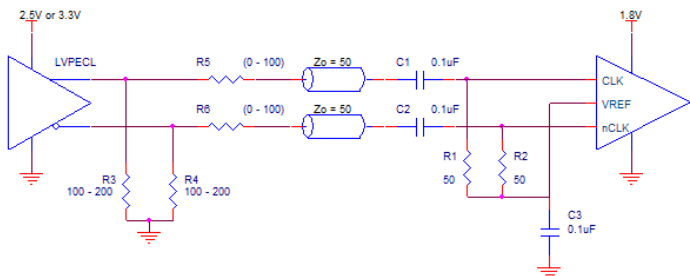 2.5V or 3.3V
1.8V
LVPECL
R5 (0 - 100) Zo = 50 C1 0.1uF
CLK
VREF
R6 (0 - 100) Zo = 50 C2 0.1uF
nCLK
R1
50
R2
50
R3
100 - 200
R4
100 - 200
C3
0.1uF